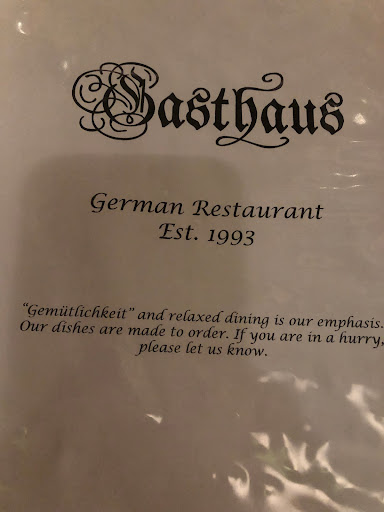 Gasthaus
German Restaurant
Est. 1993
"Gemütlichkeit" and relaxed dining is our emphasis.
Our dishes are made to order. If you are in a hurry,
please let us know.